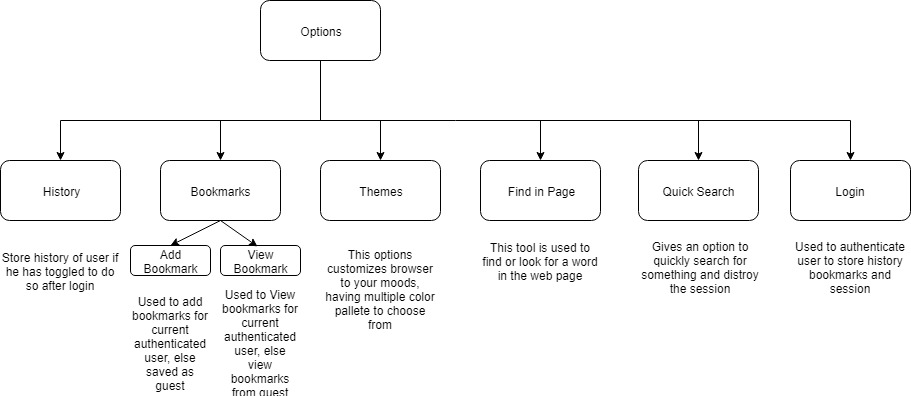 Options
History
Bookmarks
Themes
Find in Page
Quick Search
Login
Store history of user if
he has toggled to do
so after login
Add
Bookmark
View
Bookmark
Used to add
bookmarks for
current
authenticated
user, else
saved as
guest
Used to View
bookmarks for
current
authenticated
user, else
view
bookmarks
from guest
This options
customizes browser
to your moods,
having multiple color
pallete to choose
from
This tool is used to
find or look for a word
in the web page
Gives an option to
quickly search for
something and distroy
the session
Used to authenticate
user to store history
bookmarks and
session